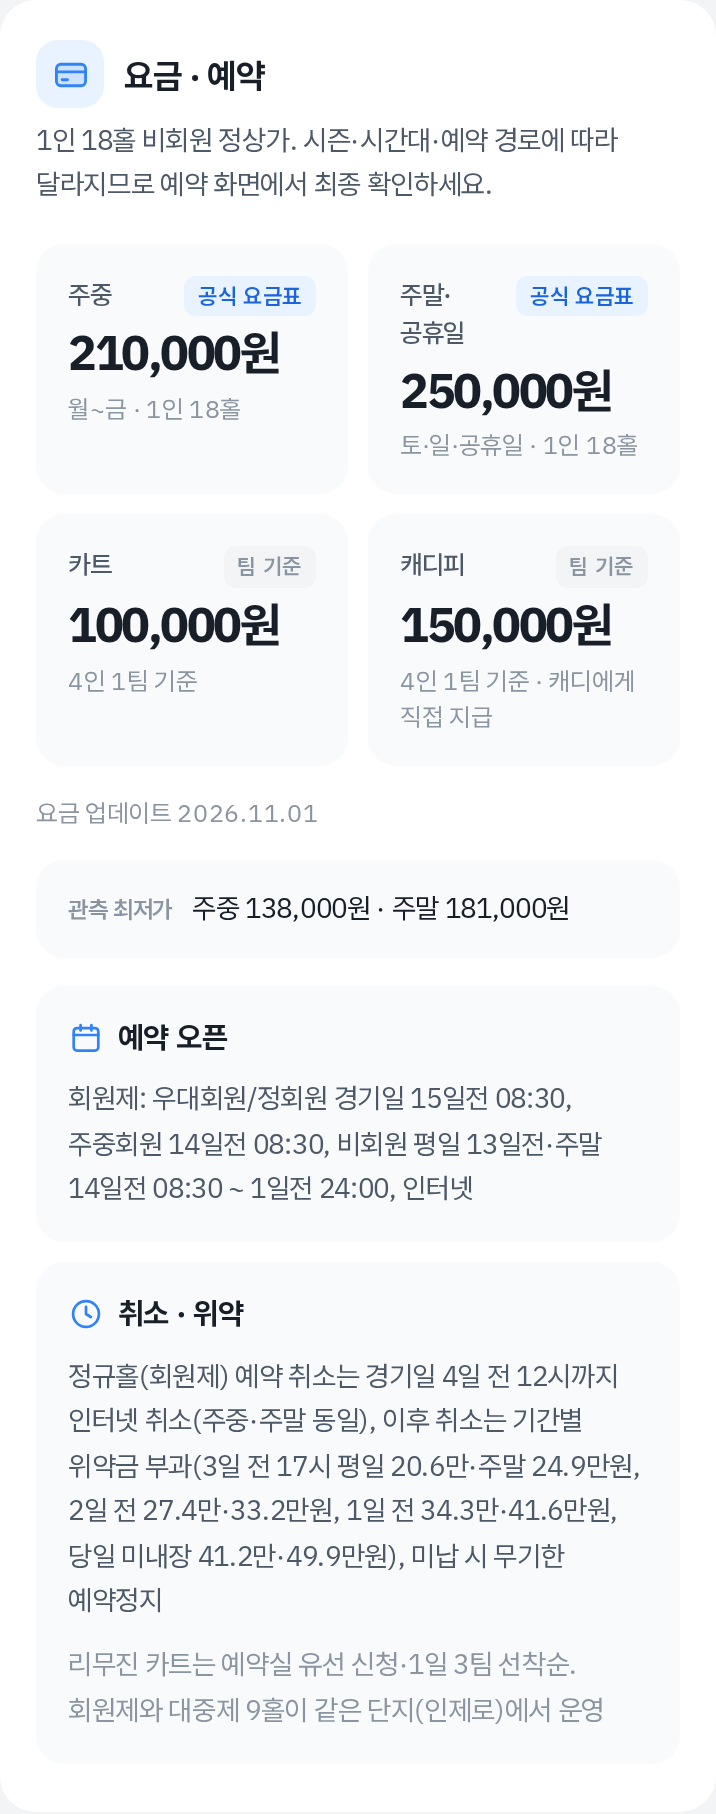 요금 · 예약
1인 18홀 비회원 정상가. 시즌·시간대·예약 경로에 따라
달라지므로 예약 화면에서 최종 확인하세요.
주중 공식 요금표
210,000원
월~금 · 1인 18홀
주말· 공식 요금표
공휴일
250,000원
토·일·공휴일 · 1인 18홀
카트 팀 기준
100,000원
4인 1팀 기준
캐디피 팀 기준
150,000원
4인 1팀 기준 · 캐디에게
직접 지급
요금 업데이트 2026.11.01
관측 최저가 주중 138,000원 · 주말 181,000원
예약 오픈
회원제: 우대회원/정회원 경기일 15일전 08:30,
주중회원 14일전 08:30, 비회원 평일 13일전·주말
14일전 08:30 ~ 1일전 24:00, 인터넷
취소 · 위약
정규홀(회원제) 예약 취소는 경기일 4일 전 12시까지
인터넷 취소(주중·주말 동일), 이후 취소는 기간별
위약금 부과(3일 전 17시 평일 20.6만·주말 24.9만원,
2일 전 27.4만·33.2만원, 1일 전 34.3만·41.6만원,
당일 미내장 41.2만·49.9만원), 미납 시 무기한
예약정지
리무진 카트는 예약실 유선 신청·1일 3팀 선착순.
회원제와 대중제 9홀이 같은 단지(인제로)에서 운영